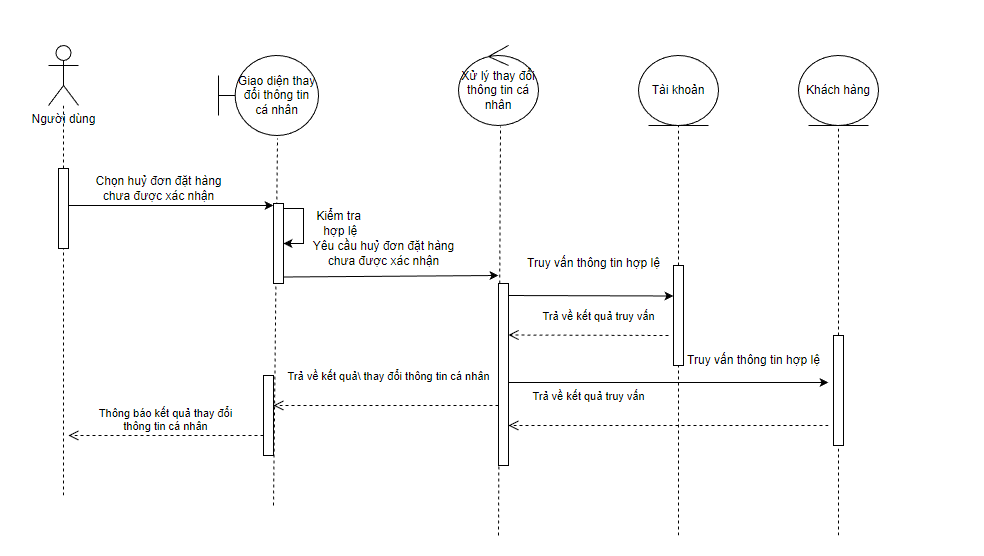 Người dùng
Giao diện thay
đổi thông tin
cá nhân
Xử lý thay đổi
thông tin cá
nhân
Tài khoản
Khách hàng
Chọn huỷ đơn đặt hàng
chưa được xác nhận
Kiểm tra
hợp lệ
Yêu cầu huỷ đơn đặt hàng
chưa được xác nhận
Truy vấn thông tin hợp lệ
Trả về kết quả truy vấn
Truy vấn thông tin hợp lệ
Trả về kết quả\ thay đổi thông tin cá nhân
Trả về kết quả truy vấn
Thông báo kết quả thay đổi
thông tin cá nhân